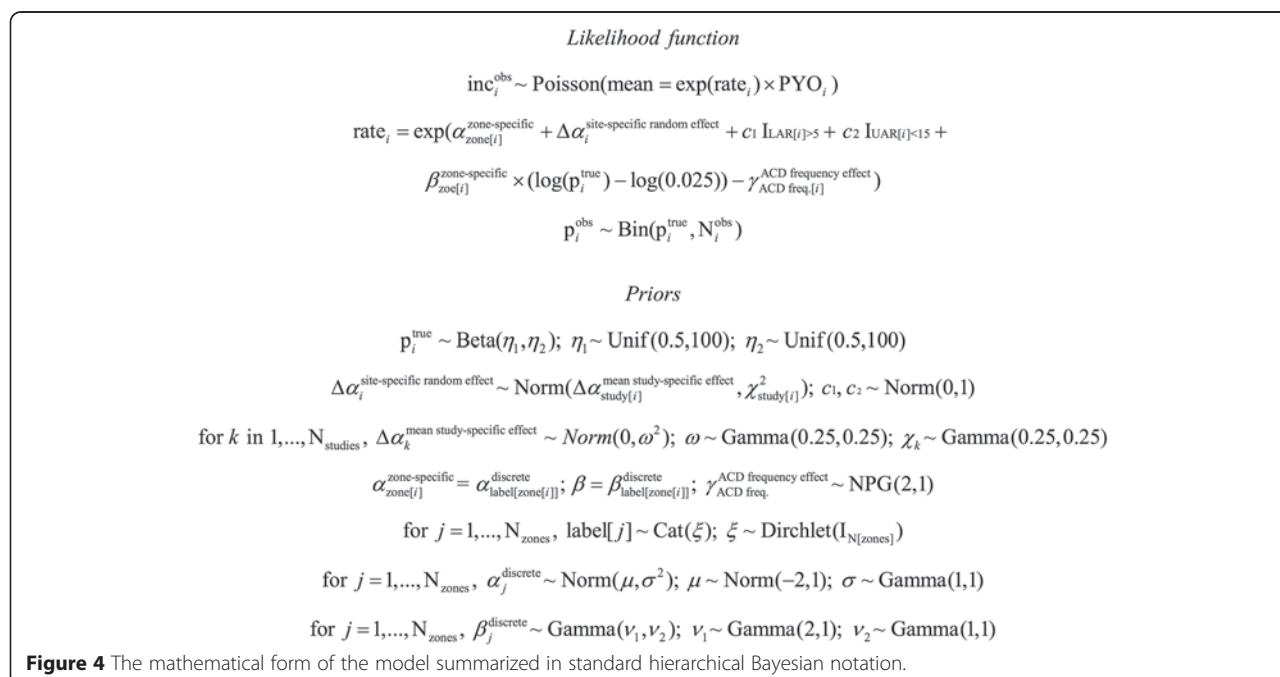 Likelihood function
inc_i^obs ~ Poisson(mean = exp(rate_i) × PYO_i)
rate_i = exp(α_zone[i]^zone-specific + Δα_i^site-specific random effect + c₁ I_LAR[i]>5 + c₂ I_UAR[i]<15 +
β_zoe[i]^zone-specific × (log(p_i^true) − log(0.025)) − γ_ACD freq.[i]^ACD frequency effect)
p_i^obs ~ Bin(p_i^true, N_i^obs)
Priors
p_i^true ~ Beta(η₁,η₂); η₁ ~ Unif(0.5,100); η₂ ~ Unif(0.5,100)
Δα_i^site-specific random effect ~ Norm(Δα_study[i]^mean study-specific effect, χ²_study[i]); c₁, c₂ ~ Norm(0,1)
for k in 1,...,N_studies, Δα_k^mean study-specific effect ~ Norm(0,ω²); ω ~ Gamma(0.25,0.25); χ_k ~ Gamma(0.25,0.25)
α_zone[i]^zone-specific = α_label[zone[i]]^discrete; β = β_label[zone[i]]^discrete; γ_ACD freq.^ACD frequency effect ~ NPG(2,1)
for j = 1,...,N_zones, label[j] ~ Cat(ξ); ξ ~ Dirchlet(I_N[zones])
for j = 1,...,N_zones, α_j^discrete ~ Norm(μ,σ²); μ ~ Norm(−2,1); σ ~ Gamma(1,1)
for j = 1,...,N_zones, β_j^discrete ~ Gamma(ν₁,ν₂); ν₁ ~ Gamma(2,1); ν₂ ~ Gamma(1,1)
Figure 4 The mathematical form of the model summarized in standard hierarchical Bayesian notation.